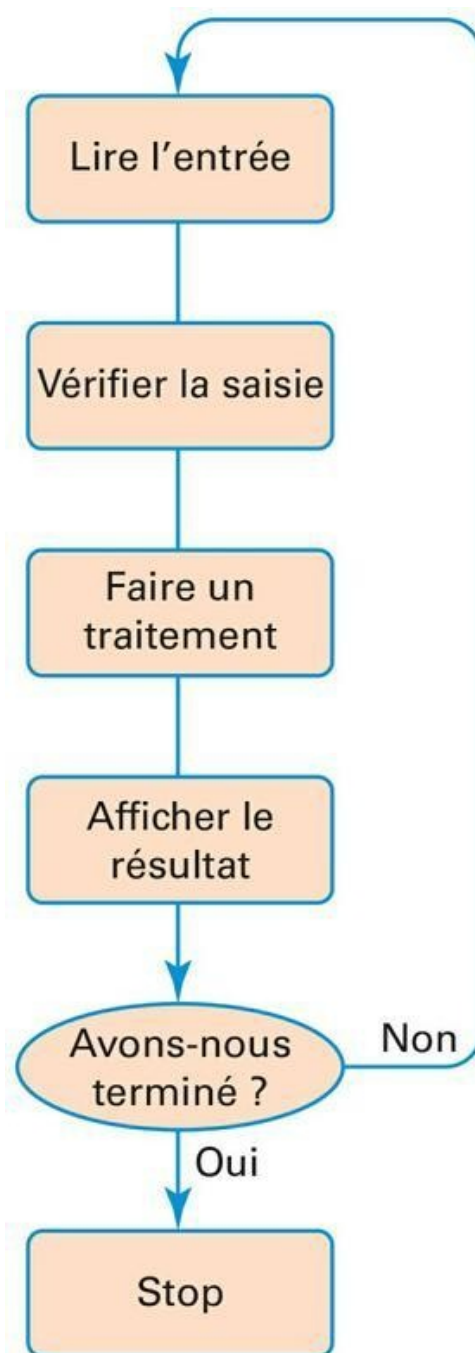 Lire l’entrée
Vérifier la saisie
Faire un
traitement
Afficher le
résultat
Avons-nous
terminé ?
Non
Oui
Stop